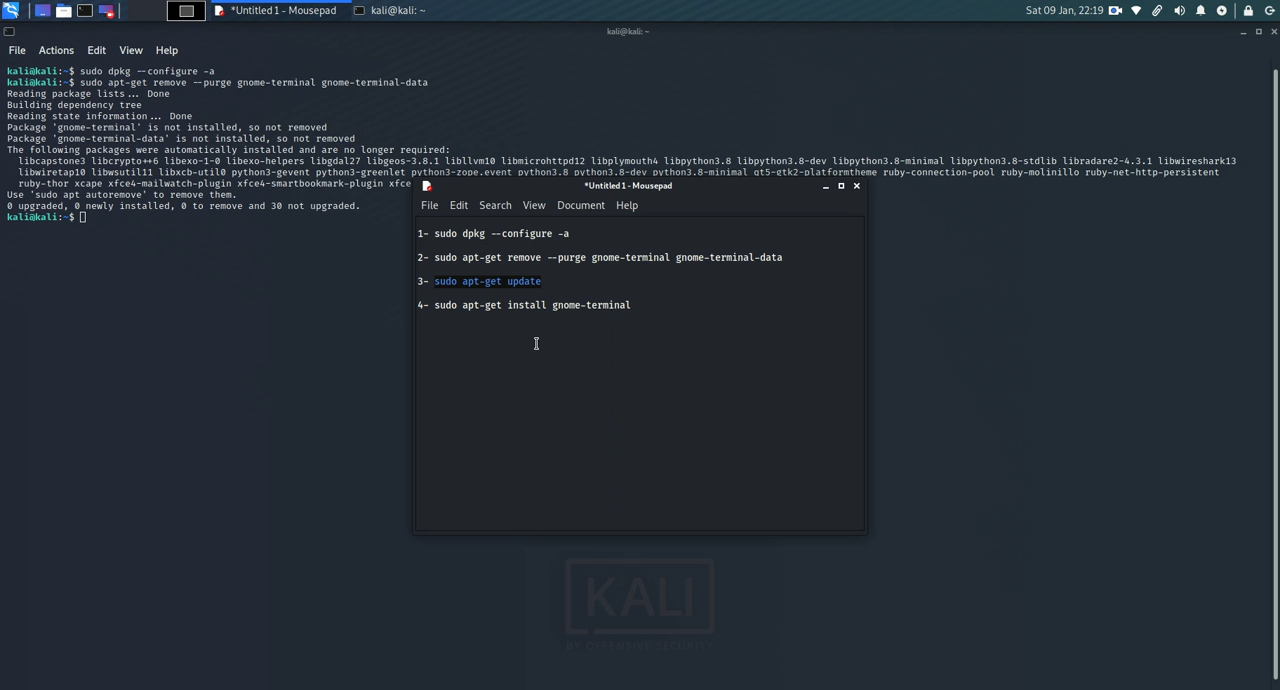 *Untitled 1 - Mousepad
kali@kali: ~
Sat 09 Jan, 22:19
kali@kali: ~
File Actions Edit View Help
kali@kali:~$ sudo dpkg --configure -a
kali@kali:~$ sudo apt-get remove --purge gnome-terminal gnome-terminal-data
Reading package lists... Done
Building dependency tree
Reading state information... Done
Package 'gnome-terminal' is not installed, so not removed
Package 'gnome-terminal-data' is not installed, so not removed
The following packages were automatically installed and are no longer required:
libcapstone3 libcrypto++6 libexo-1-0 libexo-helpers libgdal27 libgeos-3.8.1 libllvm10 libmicrohttpd12 libplymouth4 libpython3.8 libpython3.8-dev libpython3.8-minimal libpython3.8-stdlib libradare2-4.3.1 libwireshark13
libwiretap10 libwsutil11 libxcb-util0 python3-gevent python3-greenlet python3-zope.event python3.8 python3.8-dev python3.8-minimal qt5-gtk2-platformtheme ruby-connection-pool ruby-molinillo ruby-net-http-persistent
ruby-thor xcape xfce4-mailwatch-plugin xfce4-smartbookmark-plugin xfce
Use 'sudo apt autoremove' to remove them.
0 upgraded, 0 newly installed, 0 to remove and 30 not upgraded.
kali@kali:~$
*Untitled 1 - Mousepad
File Edit Search View Document Help
1- sudo dpkg --configure -a
2- sudo apt-get remove --purge gnome-terminal gnome-terminal-data
3- sudo apt-get update
4- sudo apt-get install gnome-terminal
KALI
BY OFFENSIVE SECURITY